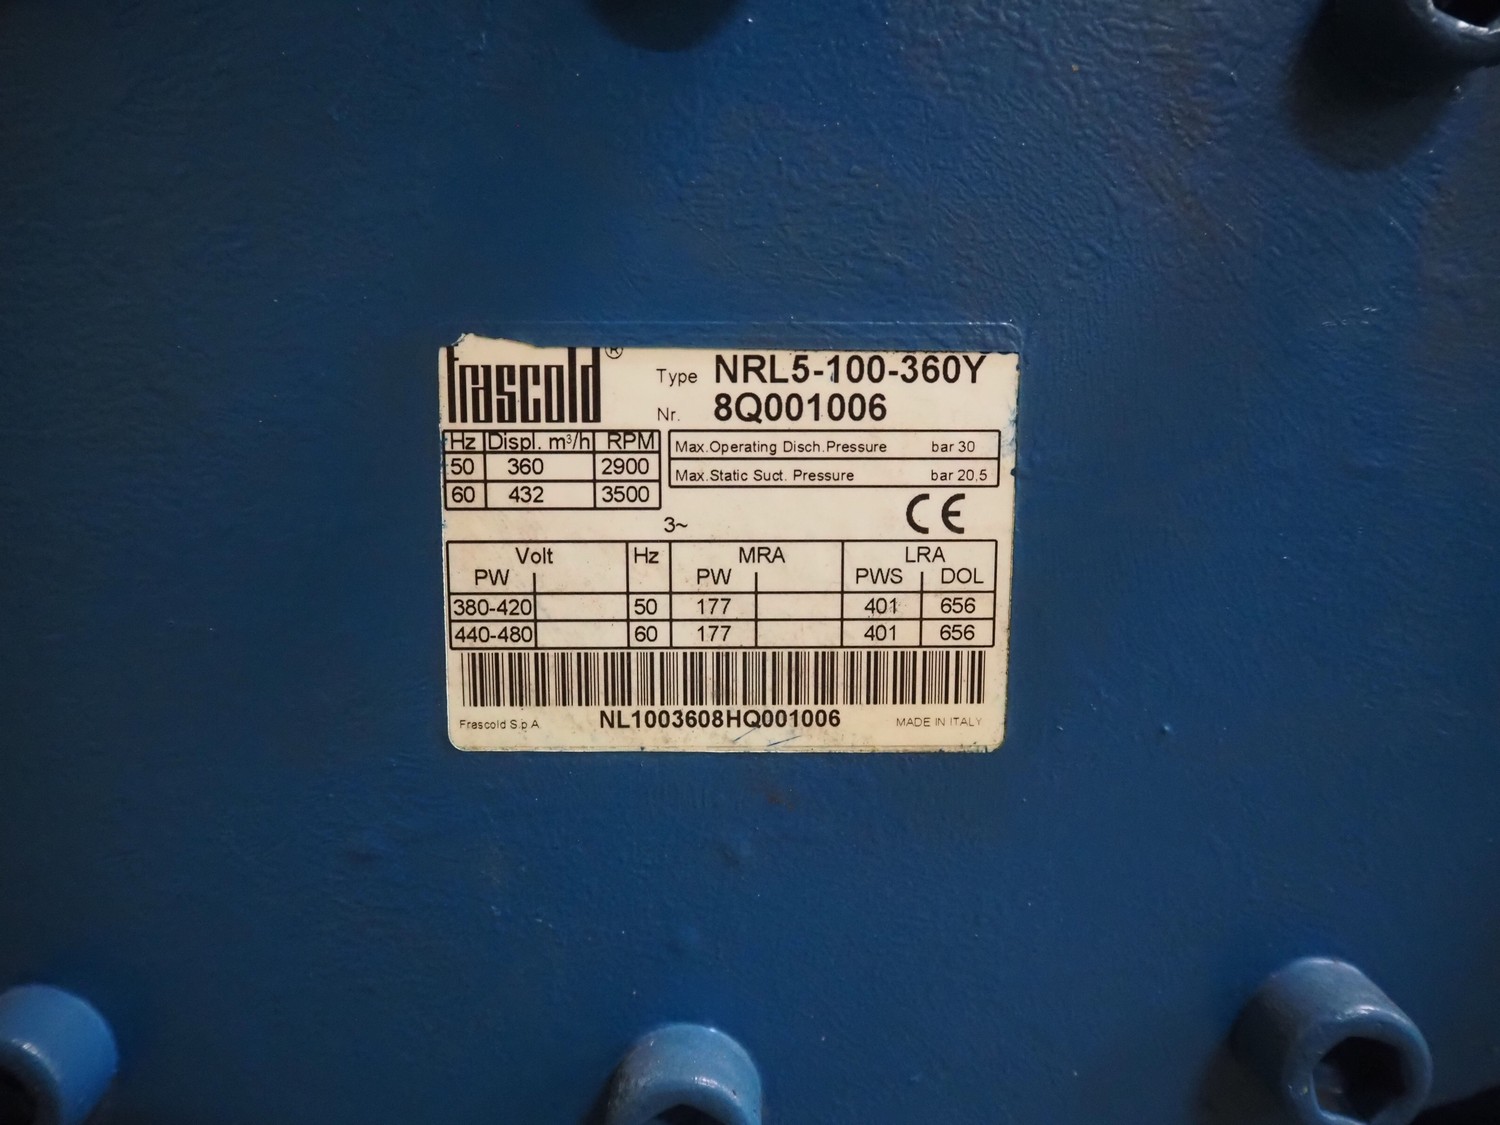 frascold®
Type NRL5-100-360Y
Nr. 8Q001006
Hz Displ. m³/h RPM
50 360 2900
60 432 3500
Max.Operating Disch.Pressure bar 30
Max.Static Suct. Pressure bar 20,5
CE
3~
Volt Hz MRA LRA
PW PW PWS DOL
380-420 50 177 401 656
440-480 60 177 401 656
NL1003608HQ001006
Frascold S.p.A. MADE IN ITALY